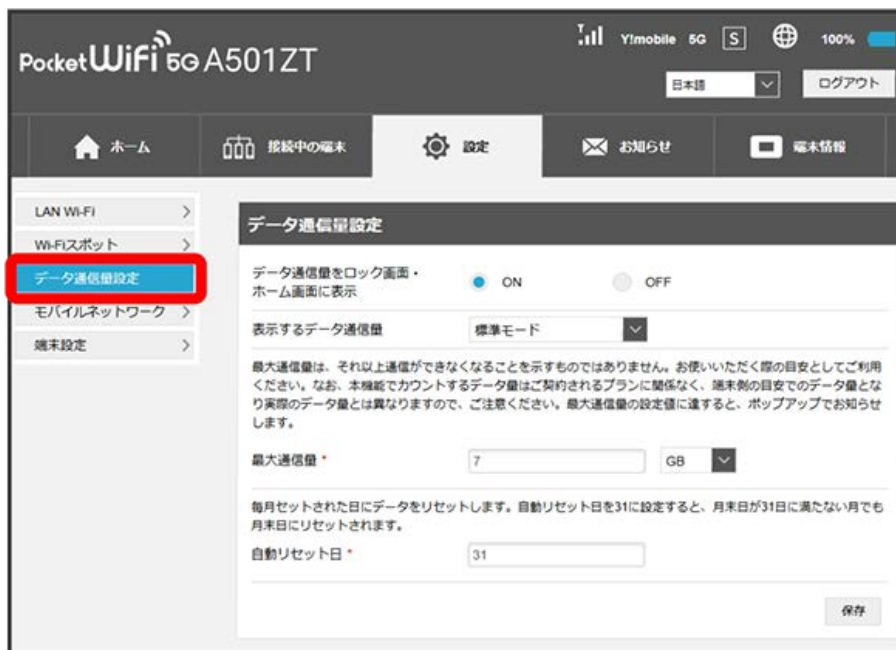 Pocket WiFi 5G A501ZT
Y!mobile 5G S 100%
日本語
ログアウト
ホーム
接続中の端末
設定
お知らせ
端末情報
LAN Wi-Fi
Wi-Fiスポット
データ通信量設定
モバイルネットワーク
端末設定
データ通信量設定
データ通信量をロック画面・
ホーム画面に表示
ON
OFF
表示するデータ通信量
標準モード
最大通信量は、それ以上通信ができなくなることを示すものではありません。お使いいただく際の目安としてご利用
ください。なお、本機能でカウントするデータ量はご契約されるプランに関係なく、端末側の目安でのデータ量とな
り実際のデータ量とは異なりますので、ご注意ください。最大通信量の設定値に達すると、ポップアップでお知らせ
します。
最大通信量 *
7
GB
毎月セットされた日にデータをリセットします。自動リセット日を31に設定すると、月末日が31日に満たない月でも
月末日にリセットされます。
自動リセット日 *
31
保存